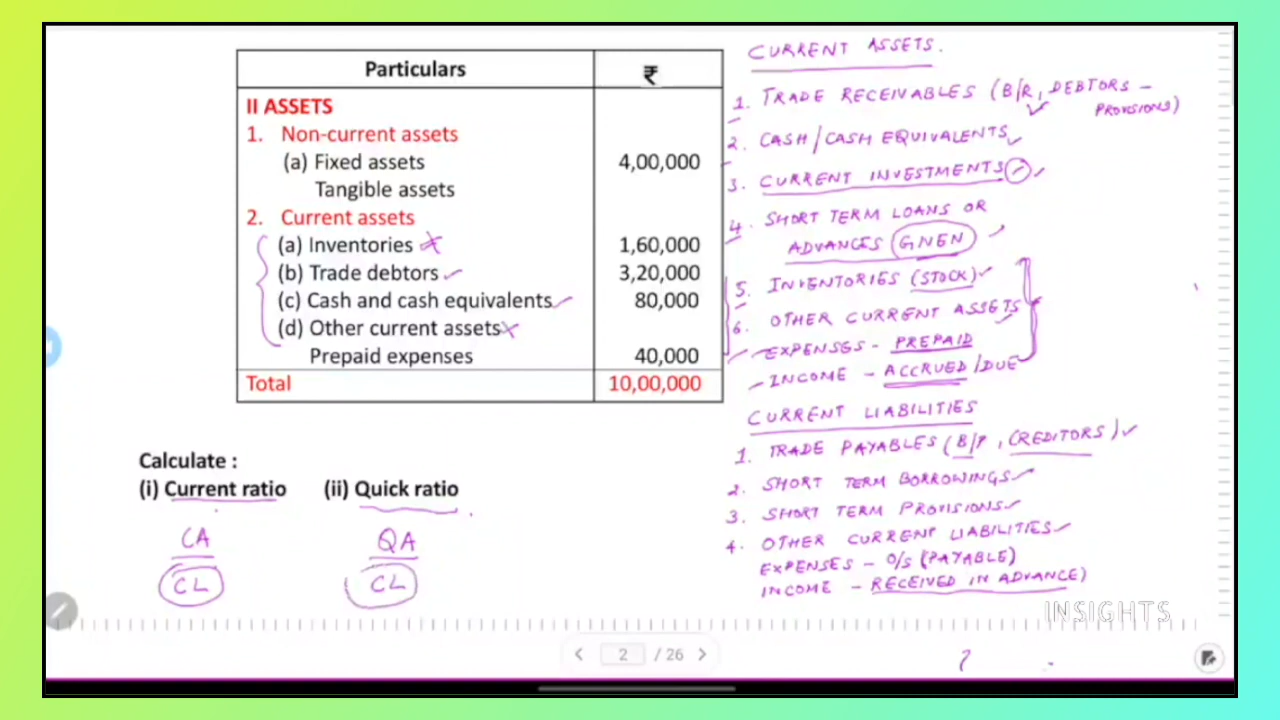 Particulars ₹
II ASSETS
1. Non-current assets
(a) Fixed assets 4,00,000
Tangible assets
2. Current assets
(a) Inventories 1,60,000
(b) Trade debtors 3,20,000
(c) Cash and cash equivalents 80,000
(d) Other current assets
Prepaid expenses 40,000
Total 10,00,000
Calculate :
(i) Current ratio (ii) Quick ratio
CA
CL
QA
CL
CURRENT ASSETS.
1. TRADE RECEIVABLES (B/R, DEBTORS -
PROVISIONS)
2. CASH/CASH EQUIVALENTS
3. CURRENT INVESTMENTS
4. SHORT TERM LOANS OR
ADVANCES GIVEN
5. INVENTORIES (STOCK)
6. OTHER CURRENT ASSETS
EXPENSES - PREPAID
INCOME - ACCRUED/DUE
CURRENT LIABILITIES
1. TRADE PAYABLES (B/P, CREDITORS)
2. SHORT TERM BORROWINGS
3. SHORT TERM PROVISIONS
4. OTHER CURRENT LIABILITIES
EXPENSES - O/S (PAYABLE)
INCOME - RECEIVED IN ADVANCE)
INSIGHTS
< 2 / 26 >